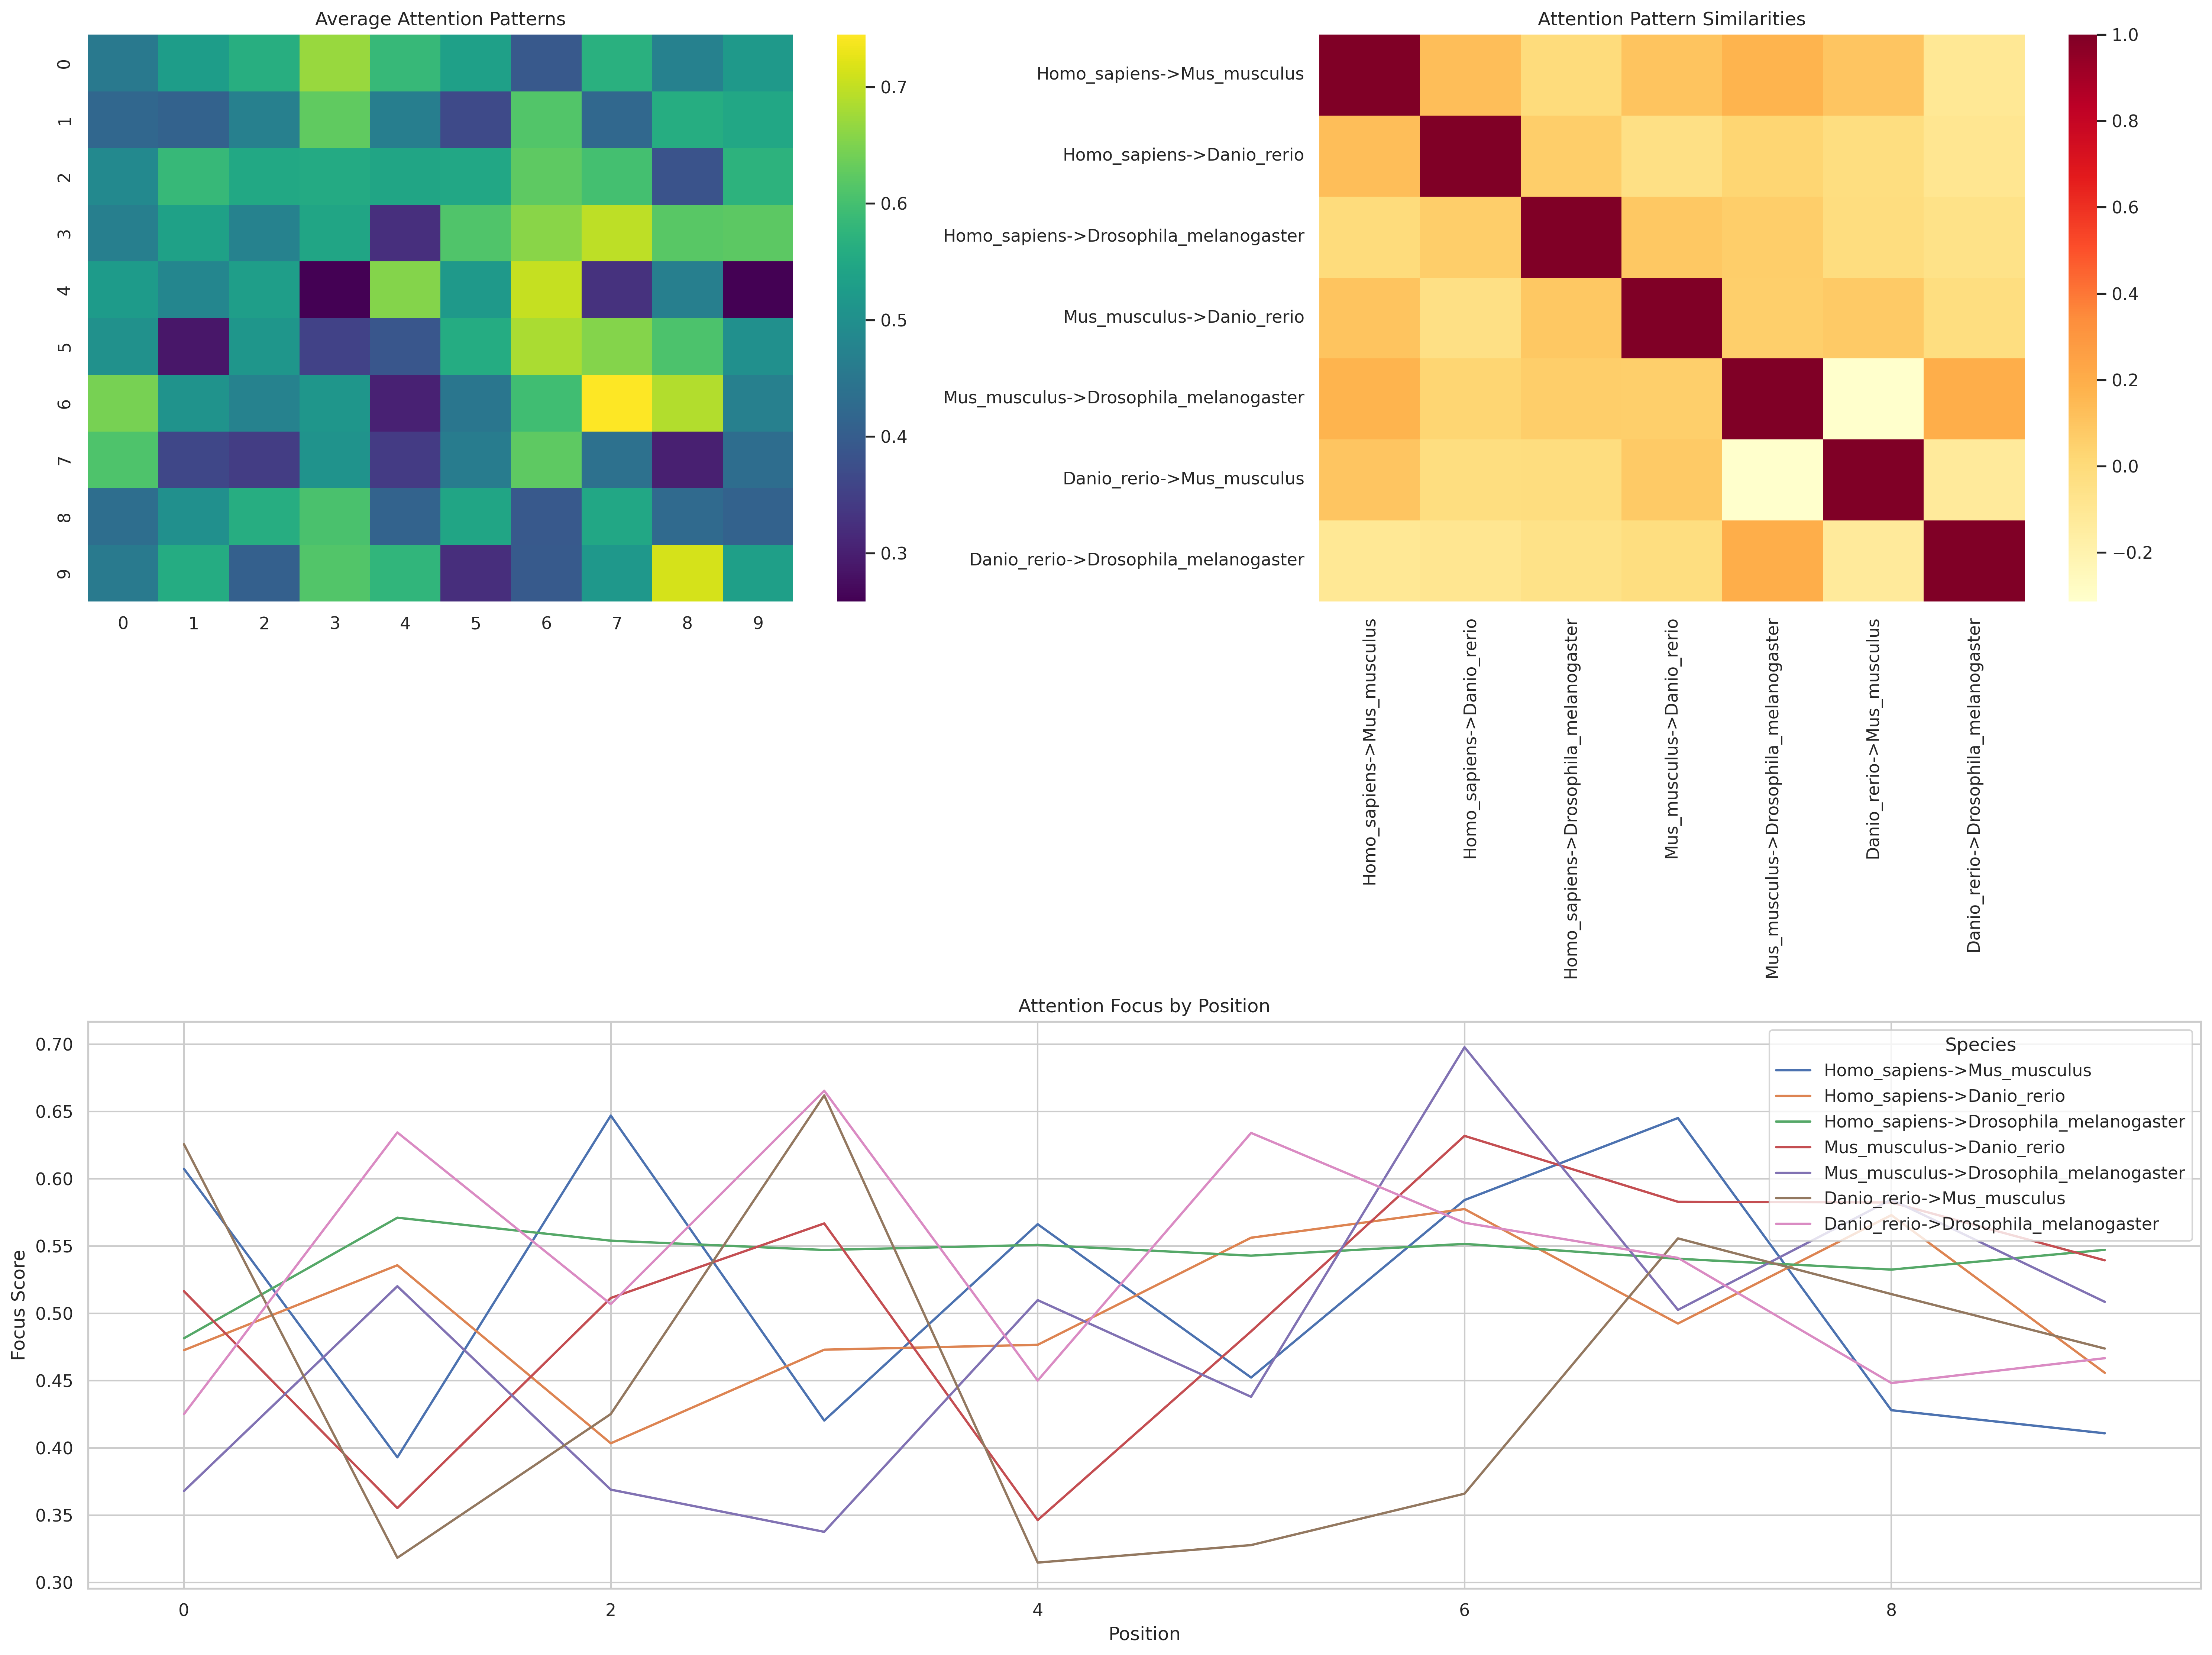 Average Attention Patterns
0
1
2
3
4
5
6
7
8
9
0 1 2 3 4 5 6 7 8 9
0.7
0.6
0.5
0.4
0.3
Attention Pattern Similarities
Homo_sapiens->Mus_musculus
Homo_sapiens->Danio_rerio
Homo_sapiens->Drosophila_melanogaster
Mus_musculus->Danio_rerio
Mus_musculus->Drosophila_melanogaster
Danio_rerio->Mus_musculus
Danio_rerio->Drosophila_melanogaster
Homo_sapiens->Mus_musculus
Homo_sapiens->Danio_rerio
Homo_sapiens->Drosophila_melanogaster
Mus_musculus->Danio_rerio
Mus_musculus->Drosophila_melanogaster
Danio_rerio->Mus_musculus
Danio_rerio->Drosophila_melanogaster
1.0
0.8
0.6
0.4
0.2
0.0
−0.2
Attention Focus by Position
Focus Score
0.70
0.65
0.60
0.55
0.50
0.45
0.40
0.35
0.30
0 2 4 6 8
Position
Species
Homo_sapiens->Mus_musculus
Homo_sapiens->Danio_rerio
Homo_sapiens->Drosophila_melanogaster
Mus_musculus->Danio_rerio
Mus_musculus->Drosophila_melanogaster
Danio_rerio->Mus_musculus
Danio_rerio->Drosophila_melanogaster